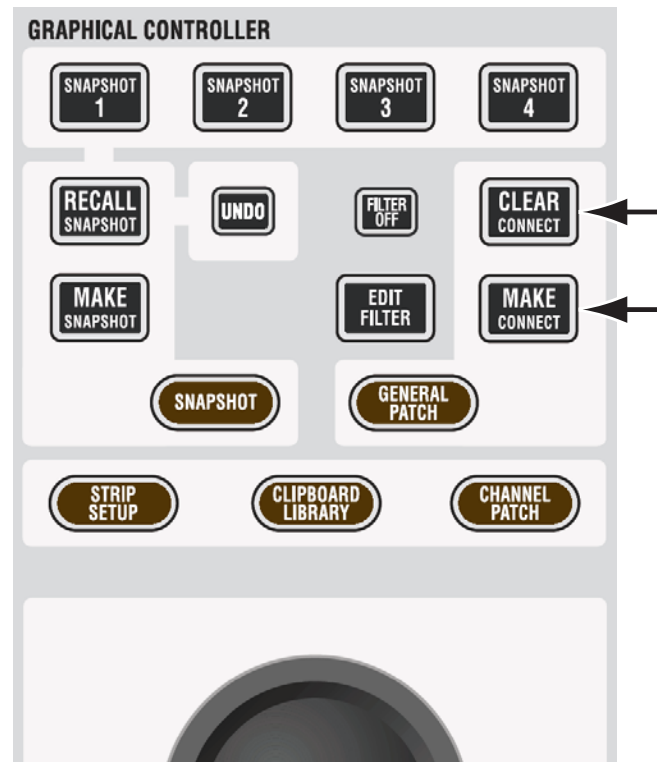 GRAPHICAL CONTROLLER
SNAPSHOT
1
SNAPSHOT
2
SNAPSHOT
3
SNAPSHOT
4
RECALL
SNAPSHOT
UNDO
FILTER
OFF
CLEAR
CONNECT
MAKE
SNAPSHOT
EDIT
FILTER
MAKE
CONNECT
SNAPSHOT
GENERAL
PATCH
STRIP
SETUP
CLIPBOARD
LIBRARY
CHANNEL
PATCH